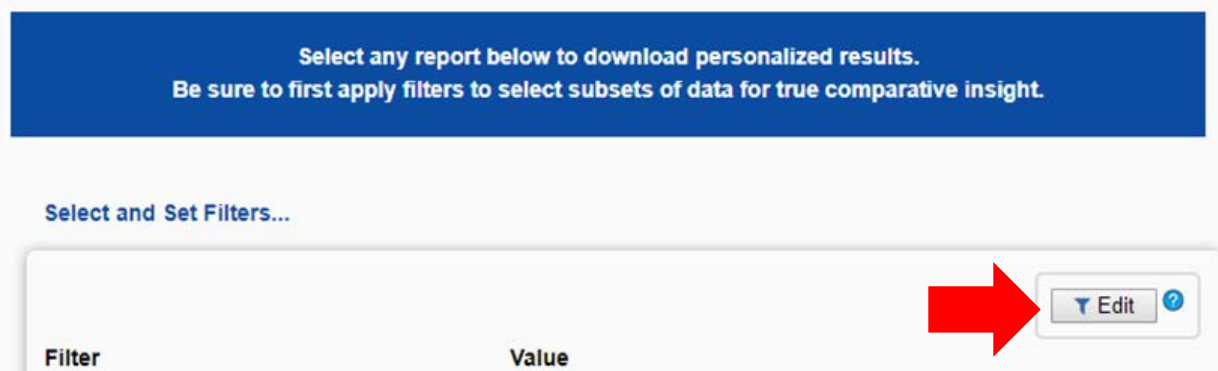 Select any report below to download personalized results.
Be sure to first apply filters to select subsets of data for true comparative insight.
Select and Set Filters...
Edit ?
Filter Value